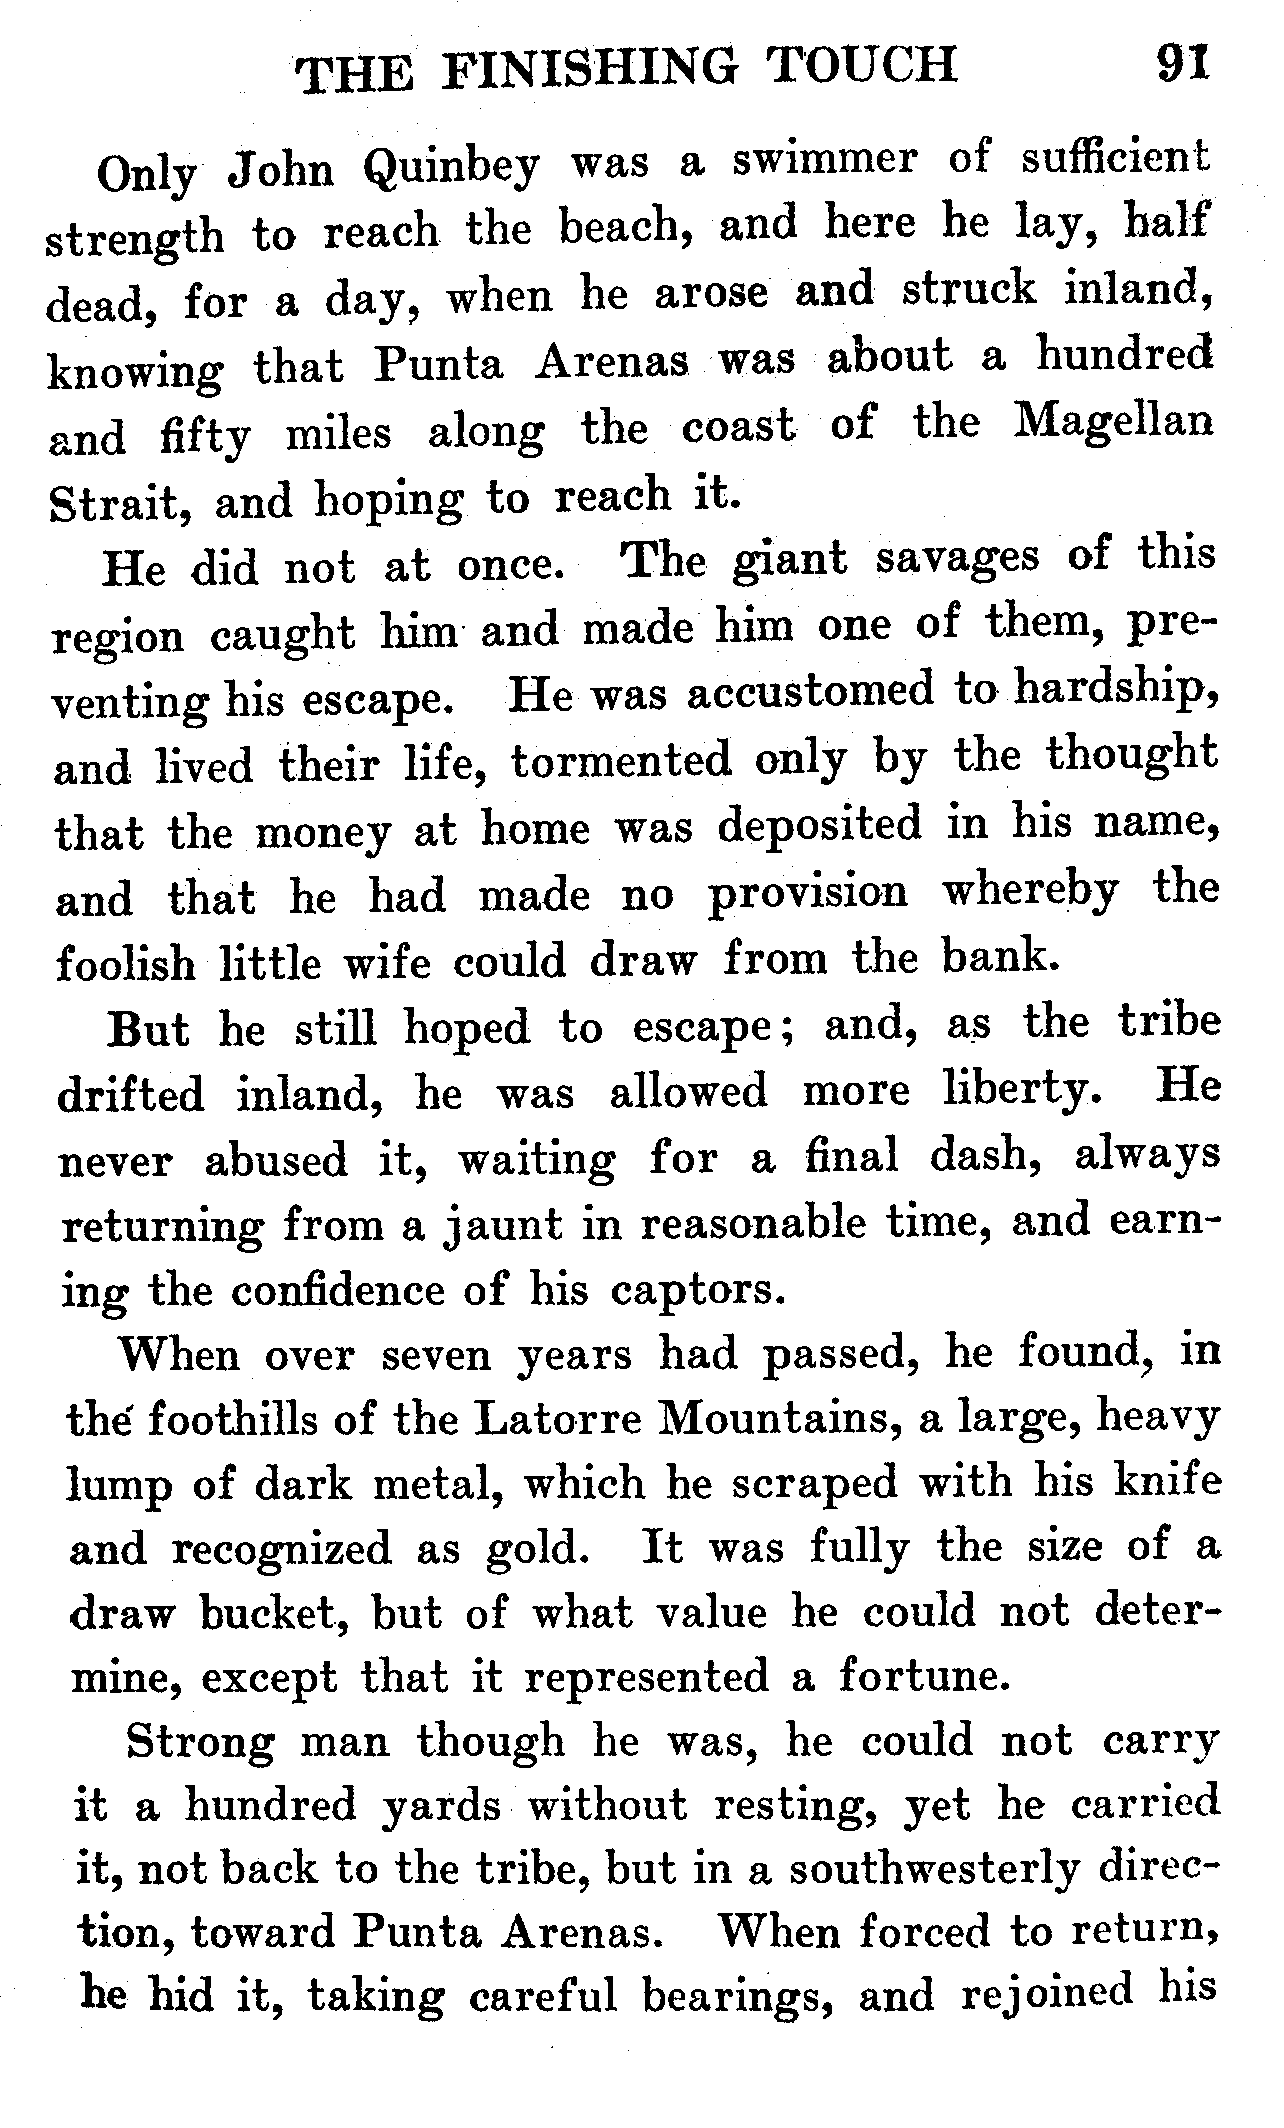 THE FINISHING TOUCH 91
Only John Quinbey was a swimmer of sufficient
strength to reach the beach, and here he lay, half
dead, for a day, when he arose and struck inland,
knowing that Punta Arenas was about a hundred
and fifty miles along the coast of the Magellan
Strait, and hoping to reach it.
He did not at once. The giant savages of this
region caught him and made him one of them, pre-
venting his escape. He was accustomed to hardship,
and lived their life, tormented only by the thought
that the money at home was deposited in his name,
and that he had made no provision whereby the
foolish little wife could draw from the bank.
But he still hoped to escape; and, as the tribe
drifted inland, he was allowed more liberty. He
never abused it, waiting for a final dash, always
returning from a jaunt in reasonable time, and earn-
ing the confidence of his captors.
When over seven years had passed, he found, in
the foothills of the Latorre Mountains, a large, heavy
lump of dark metal, which he scraped with his knife
and recognized as gold. It was fully the size of a
draw bucket, but of what value he could not deter-
mine, except that it represented a fortune.
Strong man though he was, he could not carry
it a hundred yards without resting, yet he carried
it, not back to the tribe, but in a southwesterly direc-
tion, toward Punta Arenas. When forced to return,
he hid it, taking careful bearings, and rejoined his